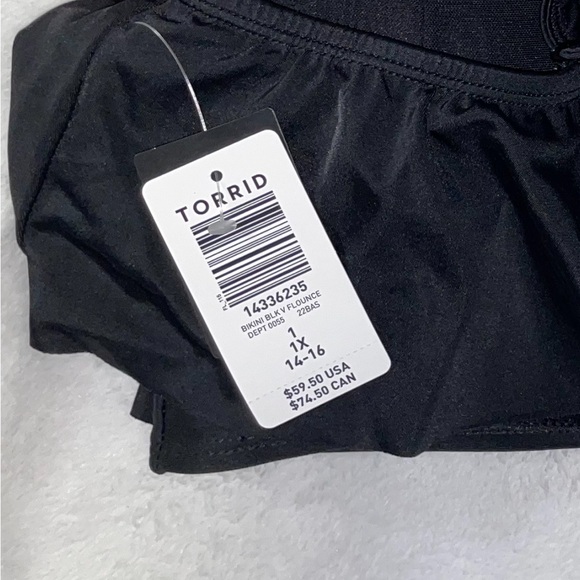 TORRID
14336235
BIKINI BLK V FLOUNCE
DEPT 0055 22BAS
1
1X
14-16
$59.50 USA
$74.50 CAN